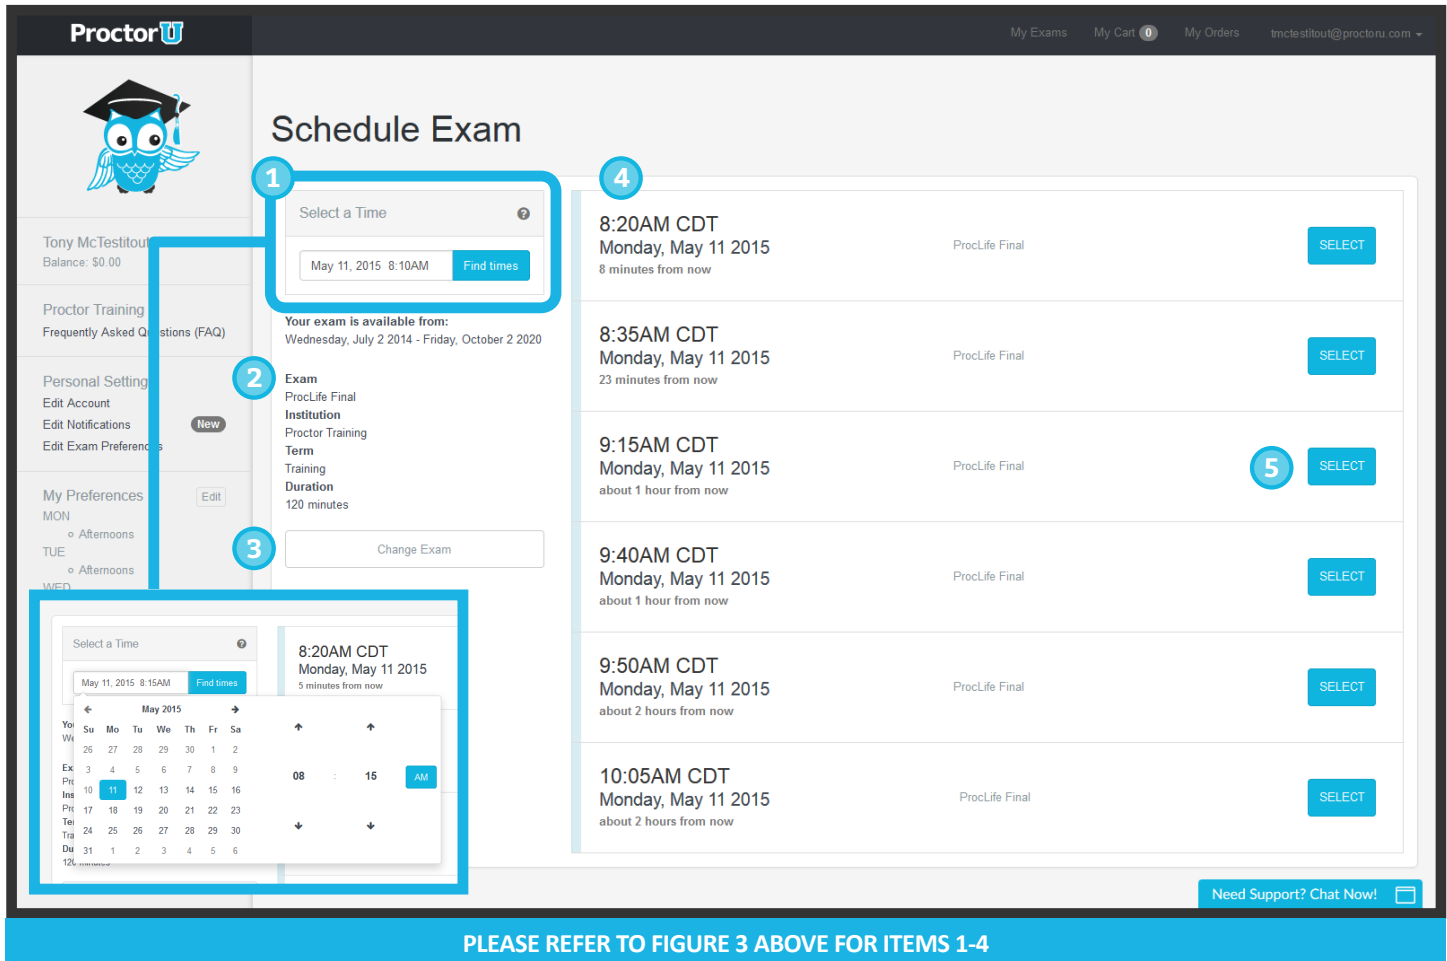 ProctorU
My Exams
My Cart 0
My Orders
tmctestitout@proctoru.com
Schedule Exam
Tony McTestitout
Balance: $0.00
Proctor Training
Frequently Asked Questions (FAQ)
Personal Setting
Edit Account
Edit Notifications New
Edit Exam Preferences
My Preferences Edit
MON
Afternoons
TUE
Afternoons
WED
1
Select a Time
May 11, 2015 8:10AM Find times
Your exam is available from:
Wednesday, July 2 2014 - Friday, October 2 2020
2
Exam
ProcLife Final
Institution
Proctor Training
Term
Training
Duration
120 minutes
3
Change Exam
4
8:20AM CDT
Monday, May 11 2015
8 minutes from now
ProcLife Final
SELECT
8:35AM CDT
Monday, May 11 2015
23 minutes from now
ProcLife Final
SELECT
9:15AM CDT
Monday, May 11 2015
about 1 hour from now
ProcLife Final
5
SELECT
9:40AM CDT
Monday, May 11 2015
about 1 hour from now
ProcLife Final
SELECT
9:50AM CDT
Monday, May 11 2015
about 2 hours from now
ProcLife Final
SELECT
10:05AM CDT
Monday, May 11 2015
about 2 hours from now
ProcLife Final
SELECT
Select a Time
May 11, 2015 8:15AM Find times
8:20AM CDT
Monday, May 11 2015
5 minutes from now
May 2015
Su Mo Tu We Th Fr Sa
26 27 28 29 30 1 2
3 4 5 6 7 8 9
10 11 12 13 14 15 16
17 18 19 20 21 22 23
24 25 26 27 28 29 30
31 1 2 3 4 5 6
08 : 15 AM
Need Support? Chat Now!
PLEASE REFER TO FIGURE 3 ABOVE FOR ITEMS 1-4